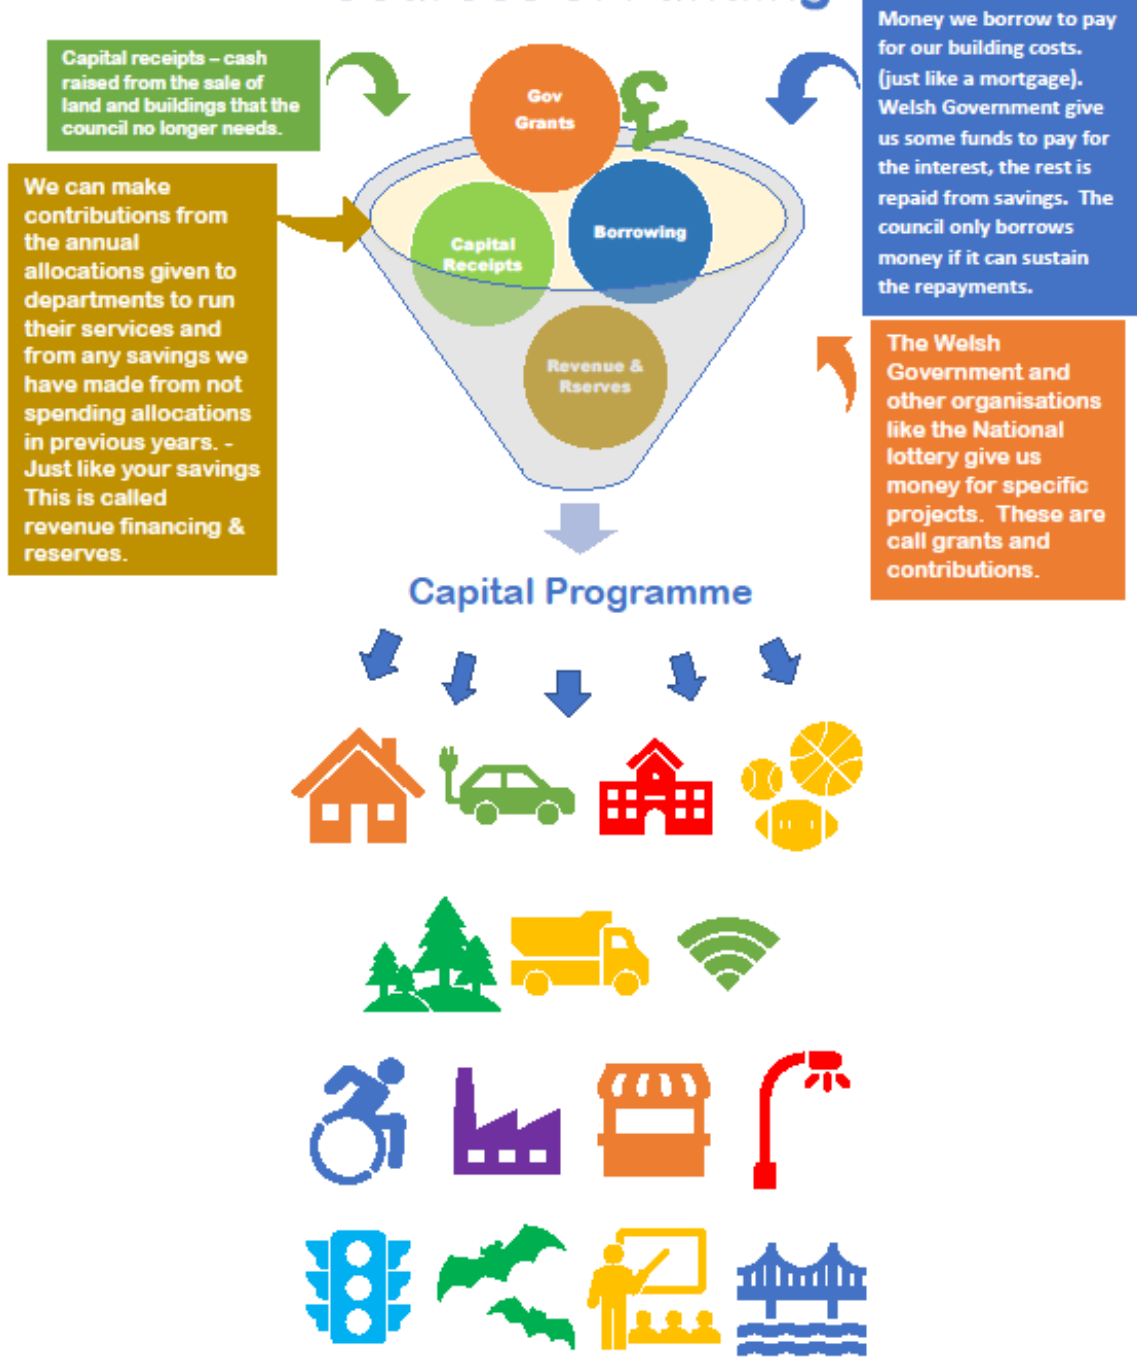 Capital receipts – cash
raised from the sale of
land and buildings that the
council no longer needs.
Money we borrow to pay
for our building costs.
(just like a mortgage).
Welsh Government give
us some funds to pay for
the interest, the rest is
repaid from savings.  The
council only borrows
money if it can sustain
the repayments.
Gov
Grants
£
We can make
contributions from
the annual
allocations given to
departments to run
their services and
from any savings we
have made from not
spending allocations
in previous years. -
Just like your savings
This is called
revenue financing &
reserves.
Capital
Receipts
Borrowing
Revenue &
Rserves
The Welsh
Government and
other organisations
like the National
lottery give us
money for specific
projects.  These are
call grants and
contributions.
Capital Programme